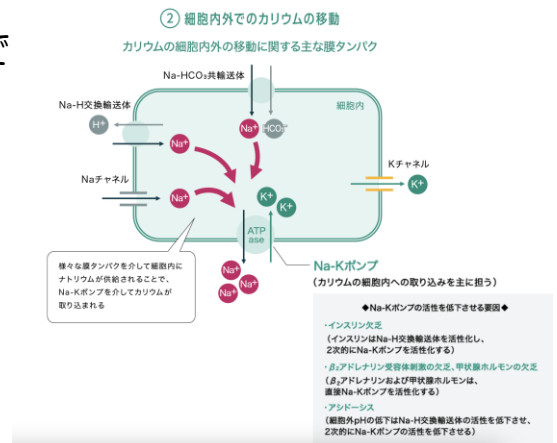 ② 細胞内外でのカリウムの移動
が
カリウムの細胞内外の移動に関する主な膜タンパク
Na-HCO₃共輸送体
Na-H交換輸送体
細胞内
H⁺
Na⁺
Na⁺
HCO₃⁻
Kチャネル
Naチャネル
Na⁺
K⁺
K⁺
K⁺
ATP
ase
様々な膜タンパクを介して細胞内に
ナトリウムが供給されることで、
Na-Kポンプを介してカリウムが
取り込まれる
Na⁺
Na⁺
Na⁺
Na-Kポンプ
(カリウムの細胞内への取り込みを主に担う)
◆Na-Kポンプの活性を低下させる要因◆
・インスリン欠乏
(インスリンはNa-H交換輸送体を活性化し、
2次的にNa-Kポンプを活性化する)
・β₂アドレナリン受容体刺激の欠乏、甲状腺ホルモンの欠乏
(β₂アドレナリンおよび甲状腺ホルモンは、
直接Na-Kポンプを活性化する)
・アシドーシス
(細胞外pHの低下はNa-H交換輸送体の活性を低下させ、
2次的にNa-Kポンプの活性を低下させる)